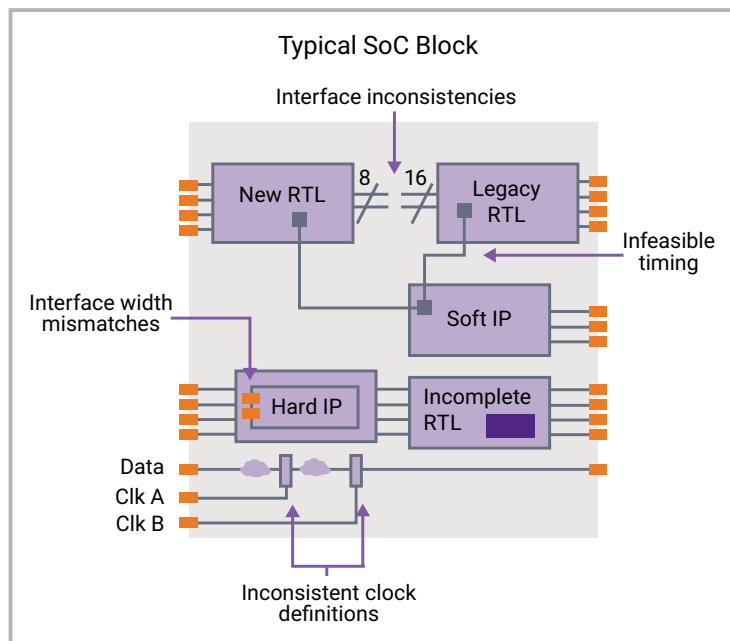 Typical SoC Block
Interface inconsistencies
8
16
New RTL
Legacy
RTL
Infeasible
timing
Interface width
mismatches
Soft IP
Hard IP
Incomplete
RTL
Data
Clk A
Clk B
Inconsistent clock
definitions